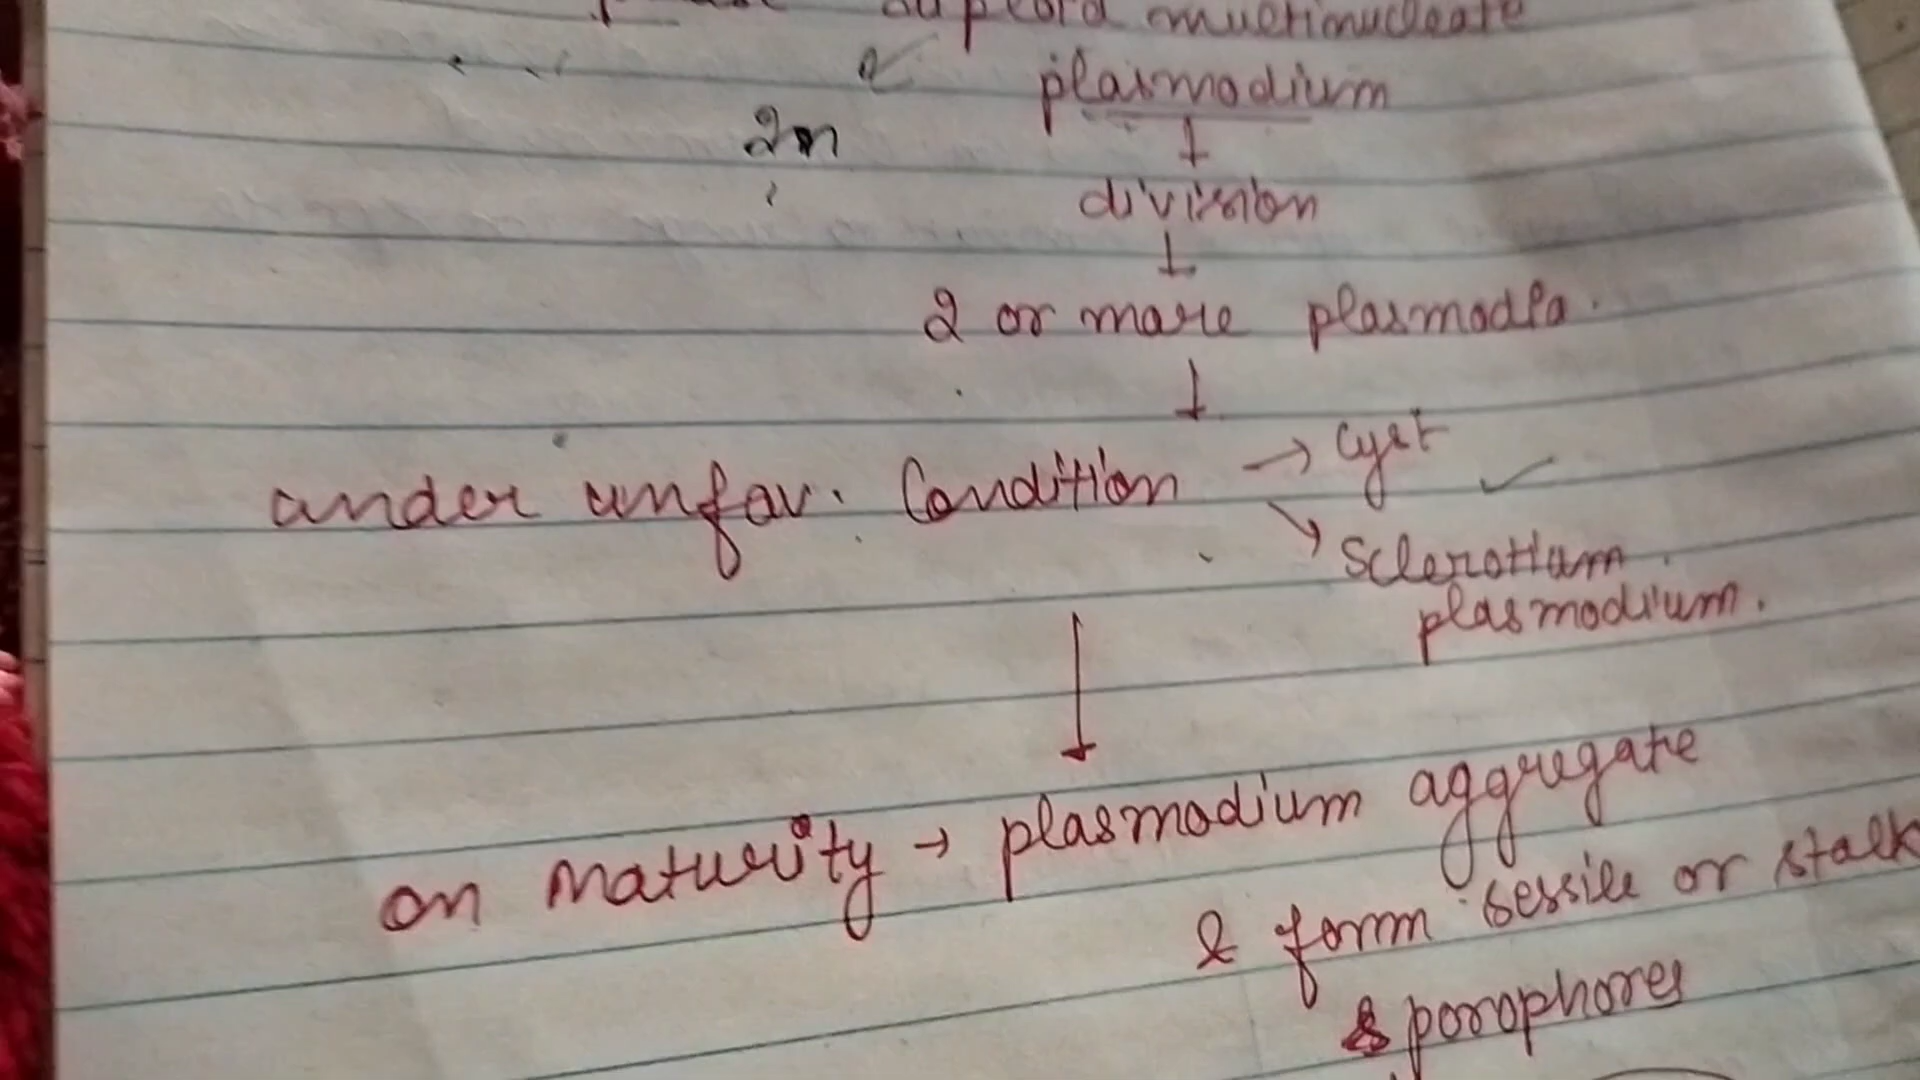 diploid multinucleate
plasmodium
2n
division
2 or more plasmodia.
under unfav. Condition → Cyst
Sclerotium
plasmodium.
on maturity → plasmodium aggregate
& form sessile or stalk
sporophores